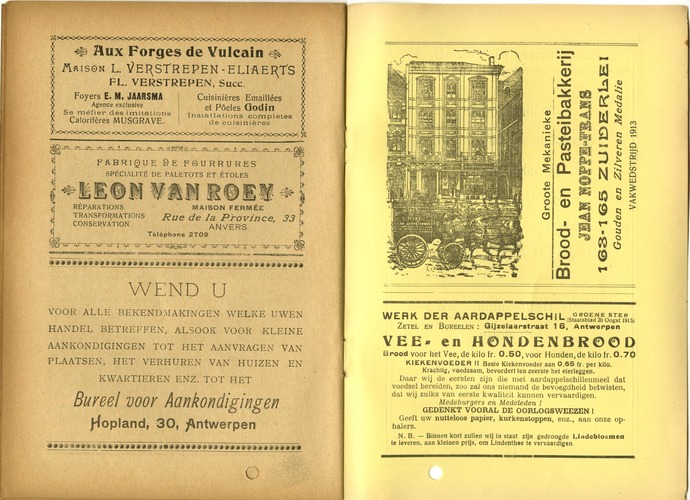 Aux Forges de Vulcain
MAISON L. VERSTREPEN-ELIAERTS
FL. VERSTREPEN, Succ.
Foyers E. M. JAARSMA
Agence exclusive
Se méfier des imitations
Calorifères MUSGRAVE.
Cuisinières Emaillées
et Pöeles Godin
Installations complètes
de cuisinières
FABRIQUE DE FOURRURES
SPÉCIALITÉ DE PALETOTS ET ÉTOLES
LEON VAN ROEY
RÉPARATIONS
TRANSFORMATIONS
CONSERVATION
MAISON FERMÉE
Rue de la Province, 33
ANVERS
Téléphone 2709
WEND U
VOOR ALLE BEKENDMAKINGEN WELKE UWEN
HANDEL BETREFFEN, ALSOOK VOOR KLEINE
AANKONDIGINGEN TOT HET AANVRAGEN VAN
PLAATSEN, HET VERHUREN VAN HUIZEN EN
KWARTIEREN ENZ. TOT HET
Bureel voor Aankondigingen
Hopland, 30, Antwerpen
Groote Mekanieke
Brood- en Pasteibakkerij
JEAN NOPPE-FRANS
163-165 ZUIDERLEI
Gouden en Zilveren Medalie
VAKWEDSTRIJD 1913
WERK DER AARDAPPELSCHIL GROENE STER
(Staatsblad 20 Oogst 1915)
ZETEL EN BUREELEN : Gijzelaarstraat 16, Antwerpen
VEE- en HONDENBROOD
Brood voor het Vee, de kilo fr. 0.50, voor Honden, de kilo fr. 0.70
KIEKENVOEDER !! Beste Kiekenvoeder aan 0,65 fr. per kilo.
Krachtig, voedzaam, bevordert ten zeerste het eierleggen.
Daar wij de eersten zijn die met aardappelschillenmeel dat
voedsel bereiden, zoo zal ons niemand de bevoegdheid betwisten,
dat wij zulks van eerste kwaliteit kunnen vervaardigen.
Medeburgers en Medeleden !
GEDENKT VOORAL DE OORLOGSWEEZEN !
Geeft uw nutteloos papier, kurkenstoppen, enz., aan onze op-
halers.
N. B. — Binnen kort zullen wij in staat zijn gedroogde Lindebloemen
te leveren, aan kleinen prijs, om Lindenthee te vervaardigen